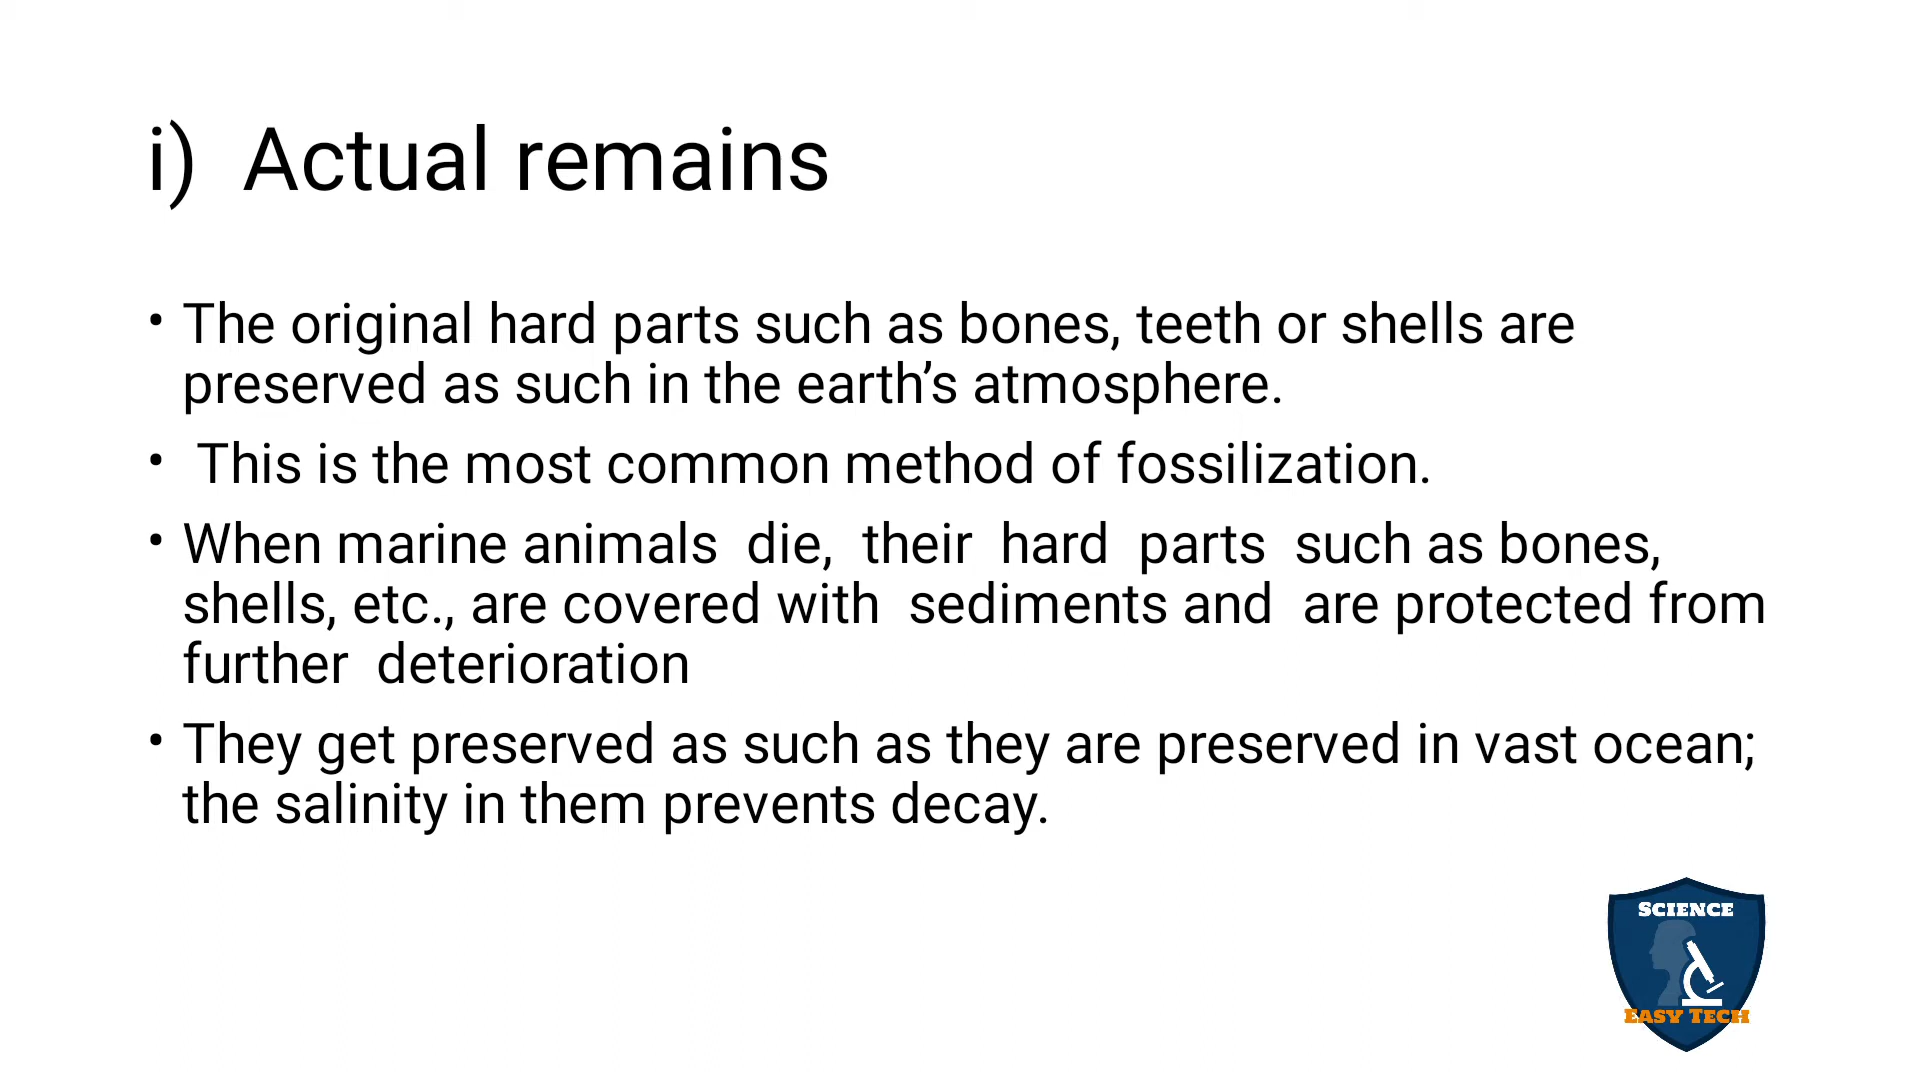 i)  Actual remains
• The original hard parts such as bones, teeth or shells are
preserved as such in the earth’s atmosphere.
•  This is the most common method of fossilization.
• When marine animals  die,  their  hard  parts  such as bones,
shells, etc., are covered with  sediments and  are protected from
further  deterioration
• They get preserved as such as they are preserved in vast ocean;
the salinity in them prevents decay.
SCIENCE
EASY TECH